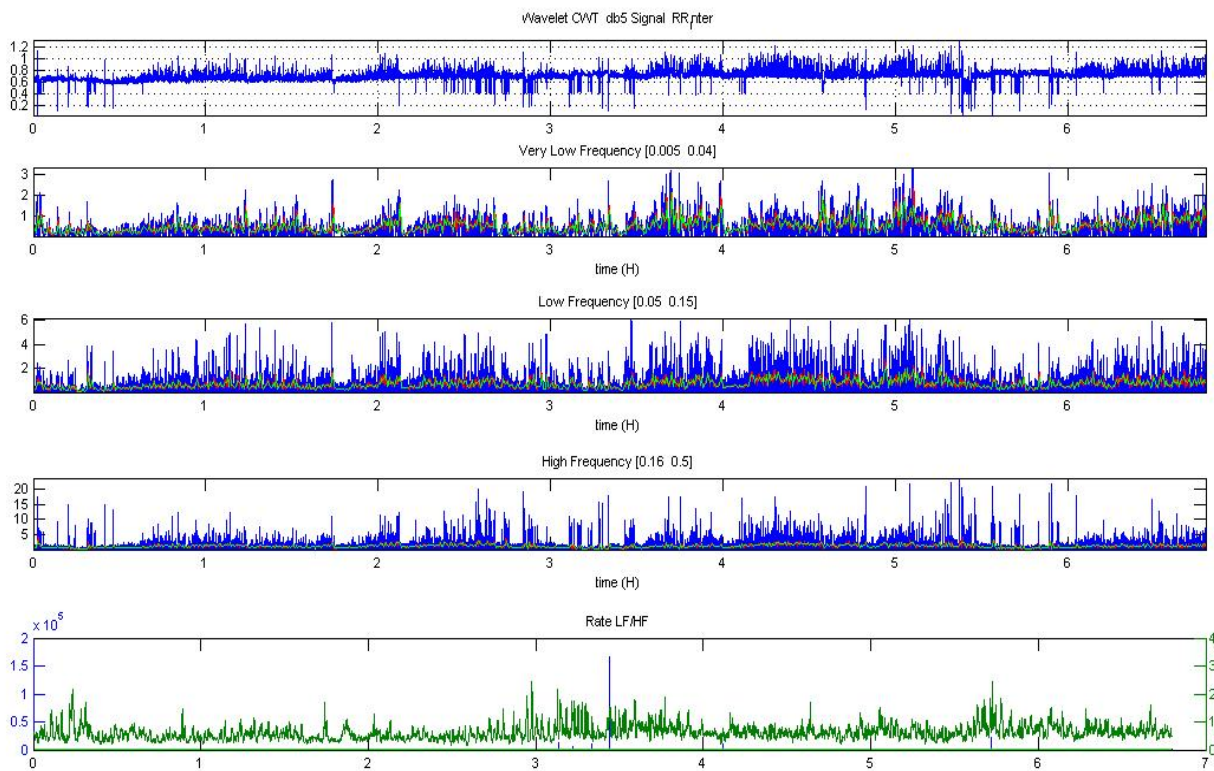 Wavelet CWT db5 Signal RRInter
1.2
1
0.8
0.6
0.4
0.2
0 1 2 3 4 5 6
Very Low Frequency [0.005 0.04]
3
2
1
0 1 2 3 4 5 6
time (H)
Low Frequency [0.05 0.15]
6
4
2
0 1 2 3 4 5 6
time (H)
High Frequency [0.16 0.5]
20
15
10
5
0 1 2 3 4 5 6
time (H)
Rate LF/HF
x 10^5
2 4
1.5 3
1 2
0.5 1
0 0
0 1 2 3 4 5 6 7